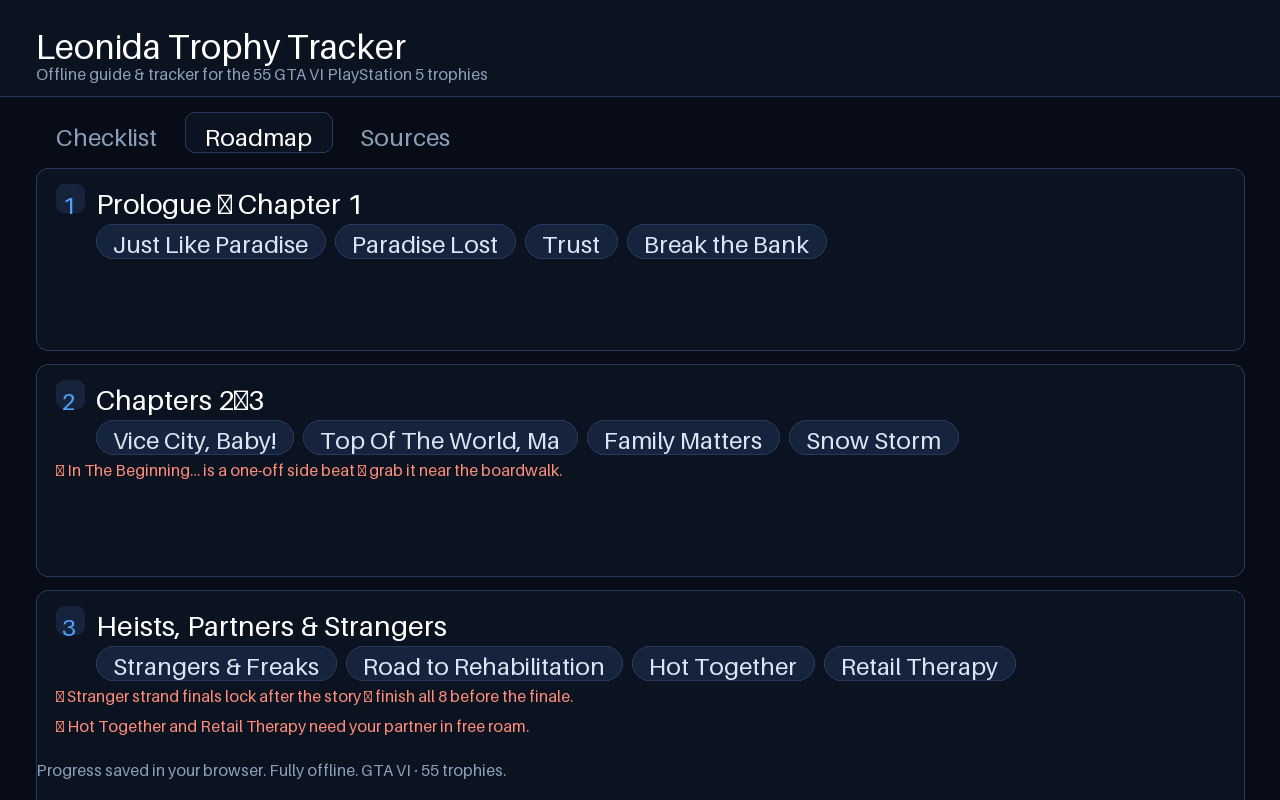 Leonida Trophy Tracker
Offline guide & tracker for the 55 GTA VI PlayStation 5 trophies
Checklist Roadmap Sources
1 Prologue Chapter 1
Just Like Paradise Paradise Lost Trust Break the Bank
2 Chapters 2 3
Vice City, Baby! Top Of The World, Ma Family Matters Snow Storm
In The Beginning... is a one-off side beat grab it near the boardwalk.
3 Heists, Partners & Strangers
Strangers & Freaks Road to Rehabilitation Hot Together Retail Therapy
Stranger strand finals lock after the story finish all 8 before the finale.
Hot Together and Retail Therapy need your partner in free roam.
Progress saved in your browser. Fully offline. GTA VI · 55 trophies.